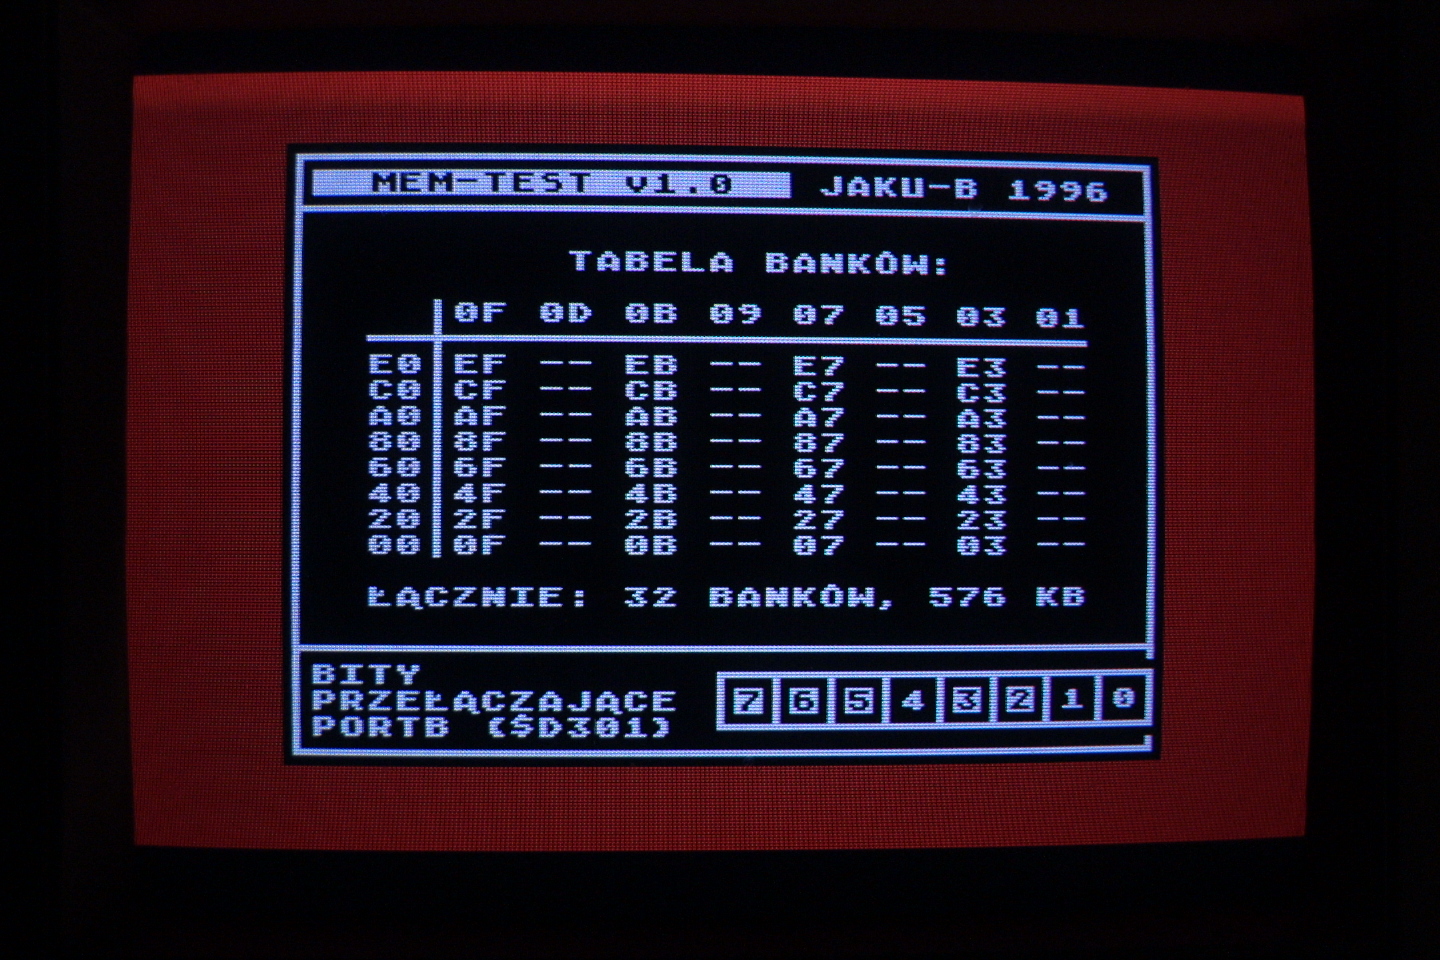 MEM-TEST v1.0 JAKU-B 1996
TABELA BANKÓW:
0F 0D 0B 09 07 05 03 01
E0 EF -- EB -- E7 -- E3 --
C0 CF -- CB -- C7 -- C3 --
A0 AF -- AB -- A7 -- A3 --
80 8F -- 8B -- 87 -- 83 --
60 6F -- 6B -- 67 -- 63 --
40 4F -- 4B -- 47 -- 43 --
20 2F -- 2B -- 27 -- 23 --
00 0F -- 0B -- 07 -- 03 --
ŁĄCZNIE: 32 BANKÓW, 576 KB
BITY
PRZEŁĄCZAJĄCE
PORTB ($D301)
7 6 5 4 3 2 1 0